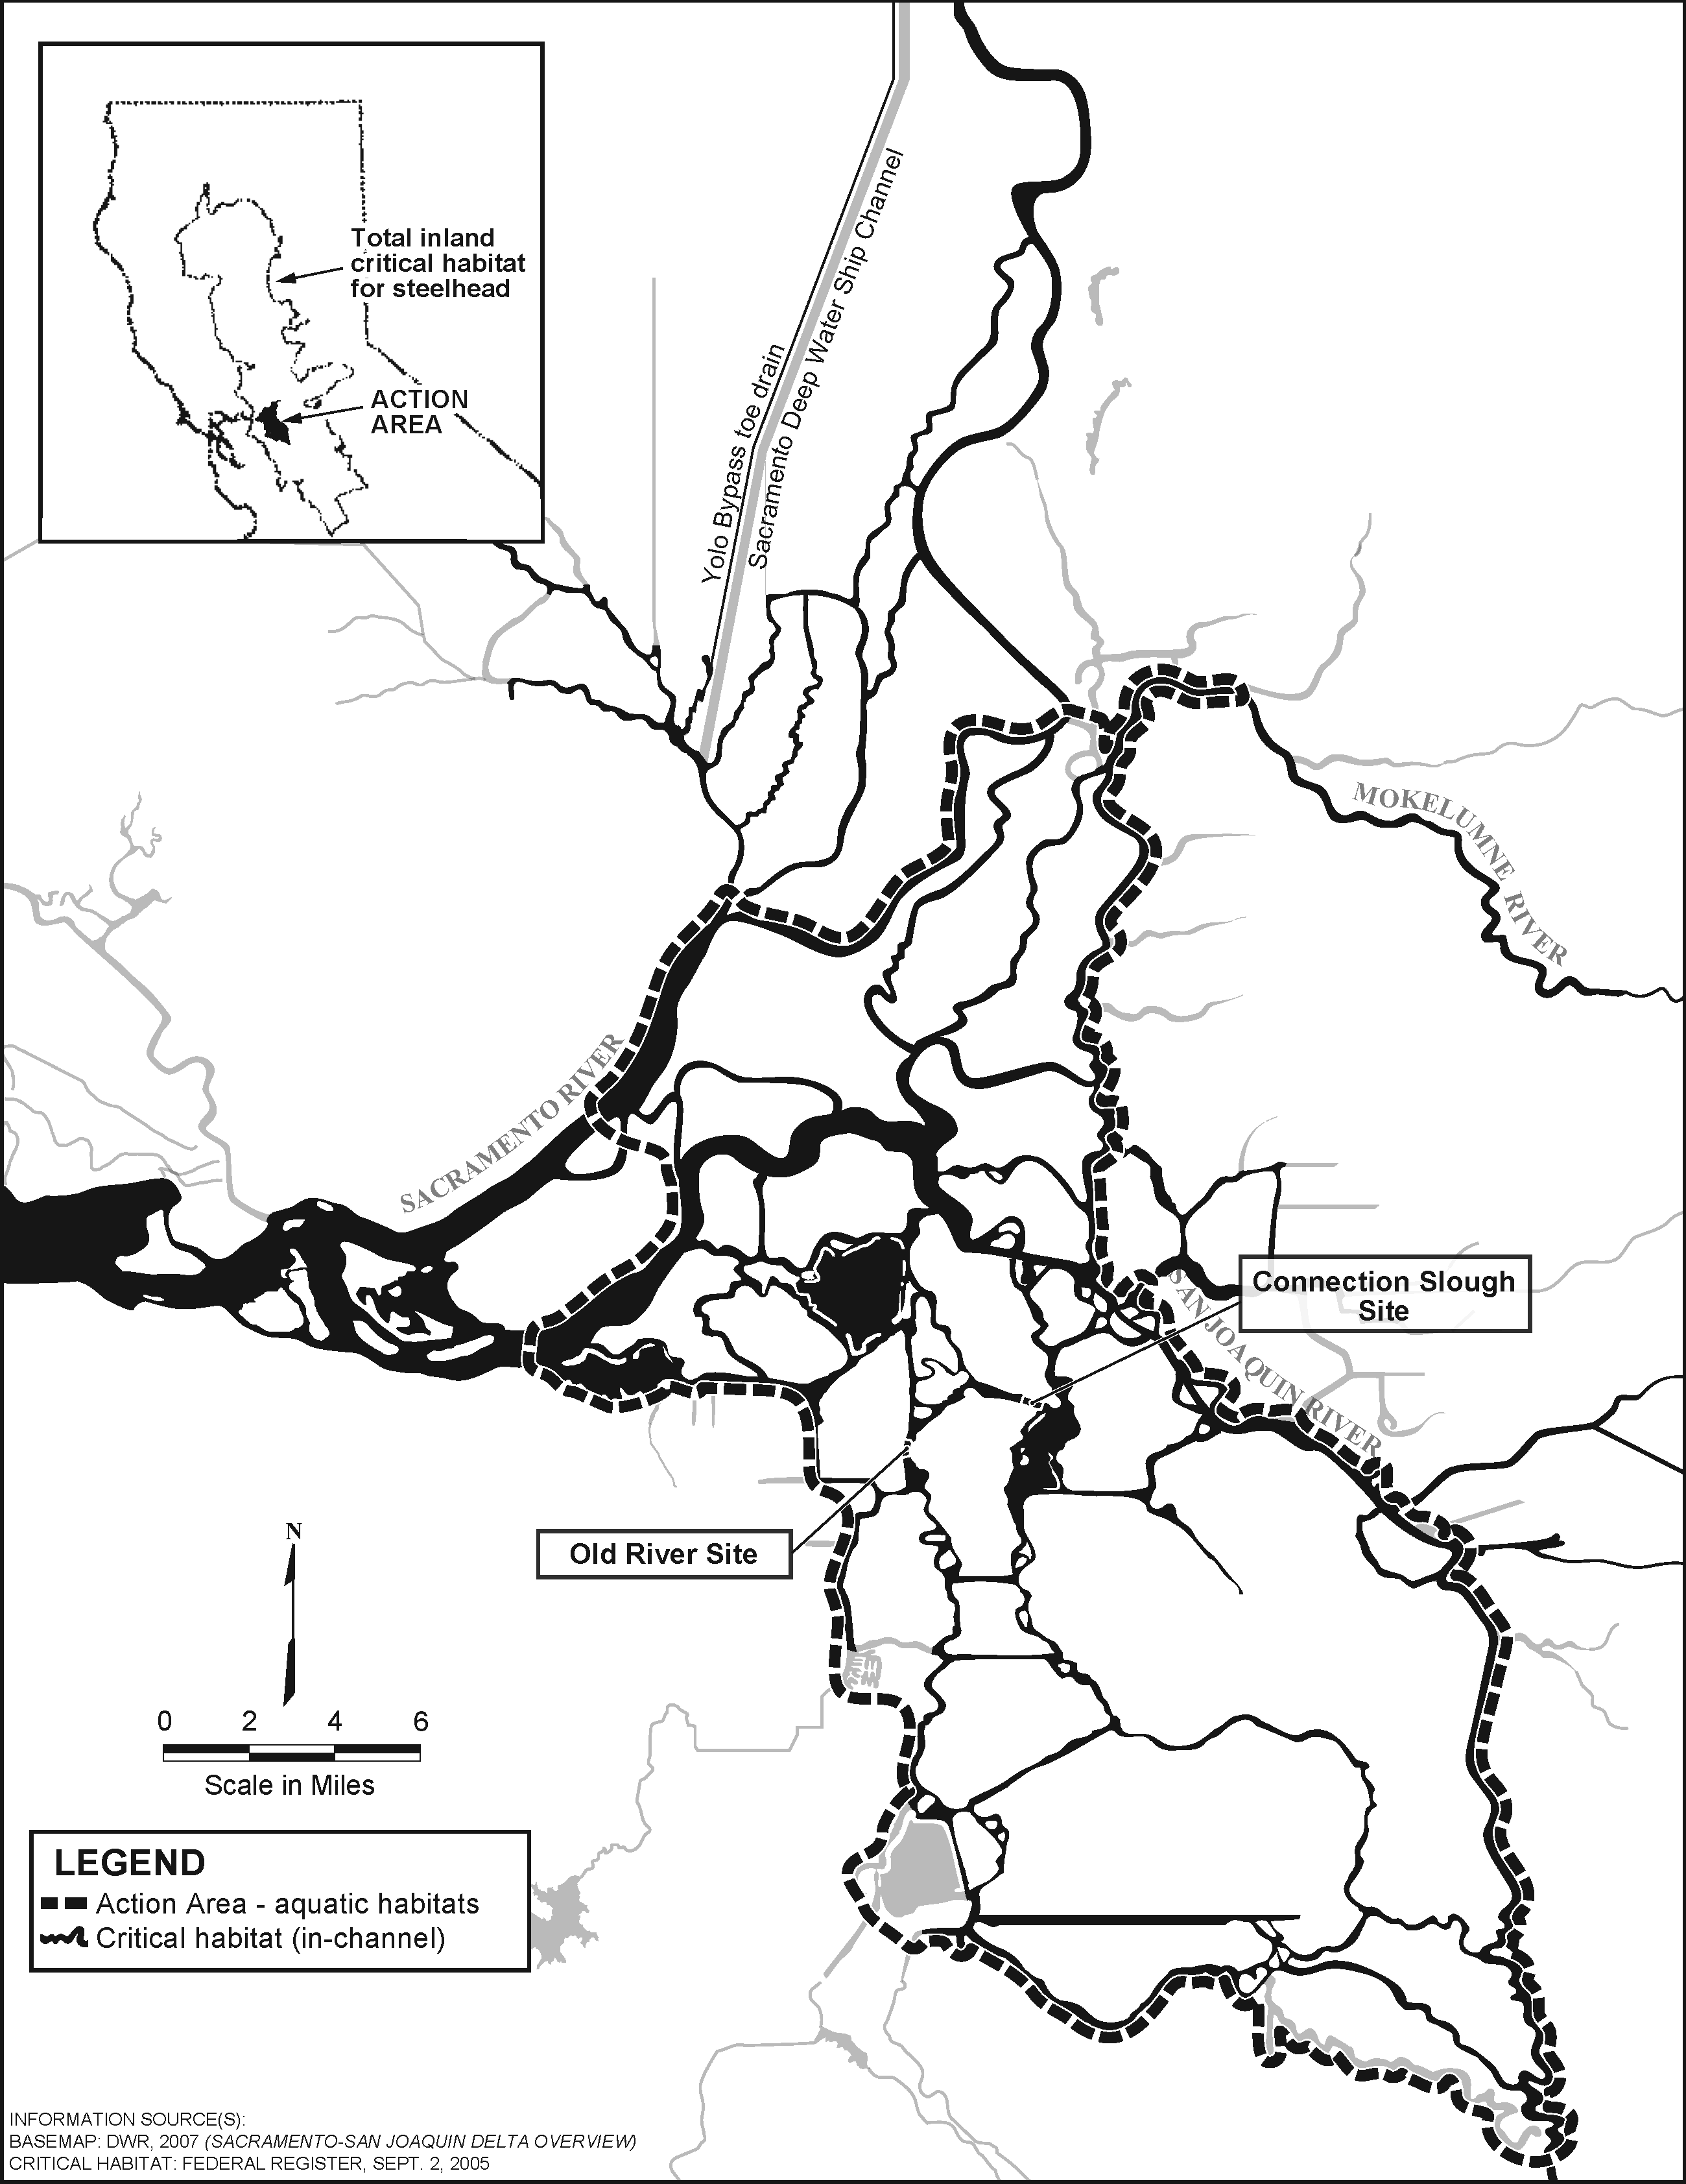 Total inland
critical habitat
for steelhead
ACTION
AREA
Yolo Bypass toe drain
Sacramento Deep Water Ship Channel
MOKELUMNE RIVER
SACRAMENTO RIVER
SAN JOAQUIN RIVER
Connection Slough
Site
Old River Site
N
0 2 4 6
Scale in Miles
LEGEND
Action Area - aquatic habitats
Critical habitat (in-channel)
INFORMATION SOURCE(S):
BASEMAP: DWR, 2007 (SACRAMENTO-SAN JOAQUIN DELTA OVERVIEW)
CRITICAL HABITAT: FEDERAL REGISTER, SEPT. 2, 2005